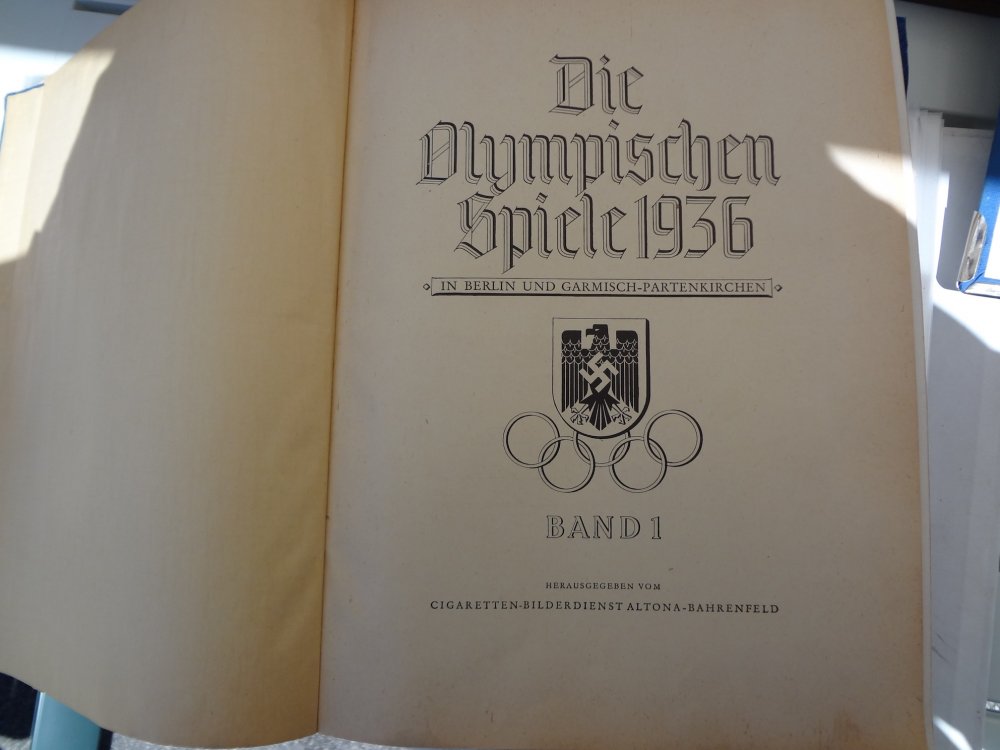 Die
Olympischen
Spiele 1936
IN BERLIN UND GARMISCH-PARTENKIRCHEN
BAND 1
HERAUSGEGEBEN VOM
CIGARETTEN-BILDERDIENST ALTONA-BAHRENFELD